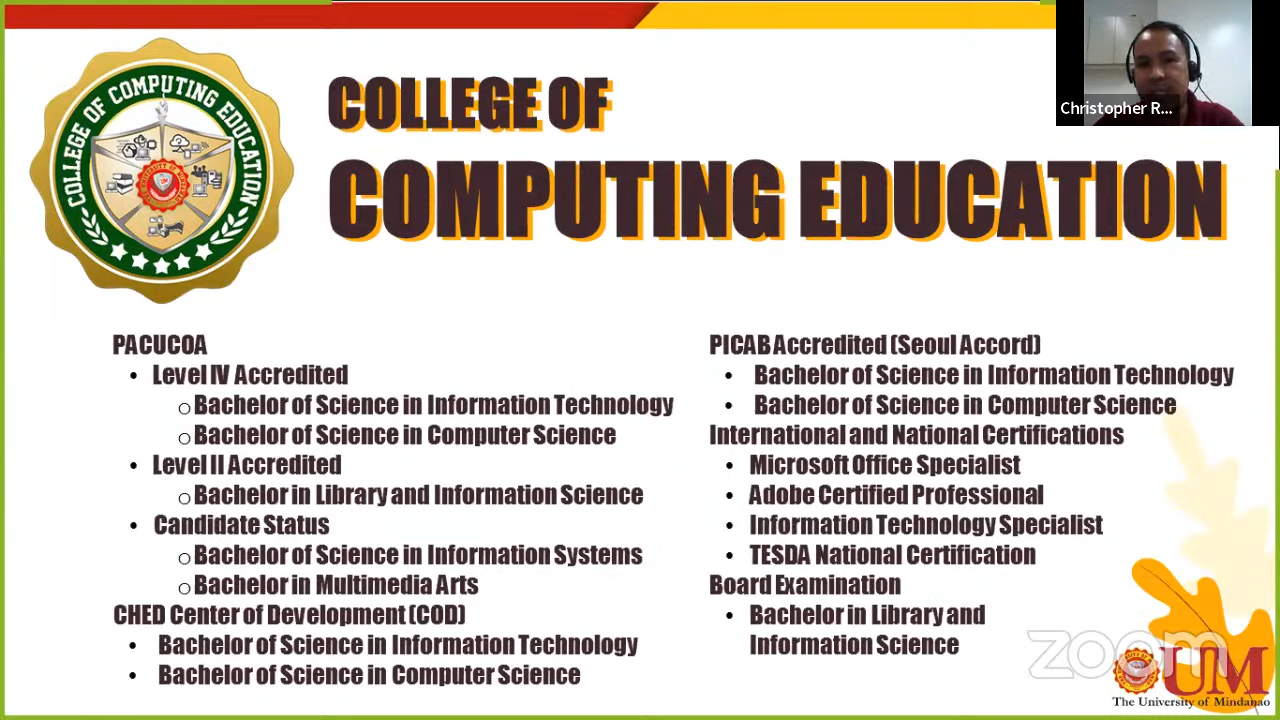 COLLEGE OF COMPUTING EDUCATION
COLLEGE OF
COMPUTING EDUCATION
Christopher R...
PACUCOA
• Level IV Accredited
o Bachelor of Science in Information Technology
o Bachelor of Science in Computer Science
• Level II Accredited
o Bachelor in Library and Information Science
• Candidate Status
o Bachelor of Science in Information Systems
o Bachelor in Multimedia Arts
CHED Center of Development (COD)
• Bachelor of Science in Information Technology
• Bachelor of Science in Computer Science
PICAB Accredited (Seoul Accord)
• Bachelor of Science in Information Technology
• Bachelor of Science in Computer Science
International and National Certifications
• Microsoft Office Specialist
• Adobe Certified Professional
• Information Technology Specialist
• TESDA National Certification
Board Examination
• Bachelor in Library and
Information Science
zoom
UM
The University of Mindanao